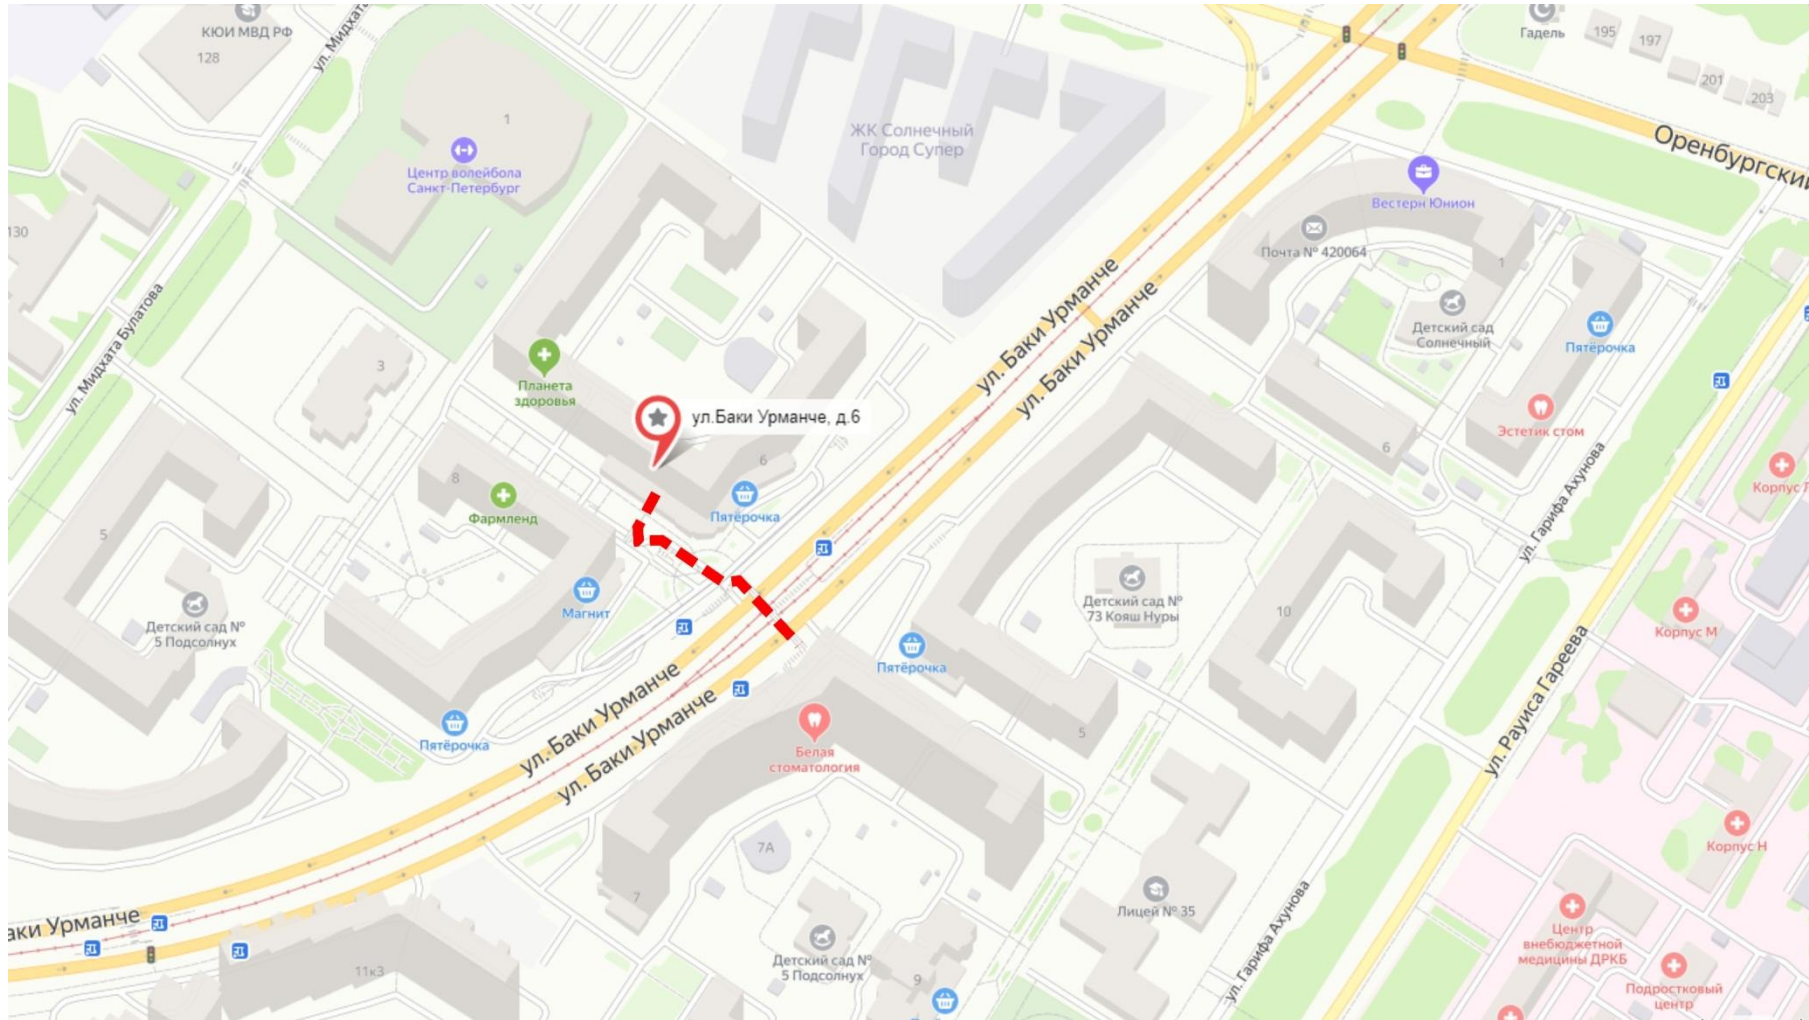 КЮИ МВД РФ
128
ул. Мидхата
Гадель
195
197
201
203
1
ЖК Солнечный
Город Супер
Оренбургский
Центр волейбола
Санкт-Петербург
Вестерн Юнион
130
Почта № 420064
1
ул. Мидхата Булатова
ул. Баки Урманче
ул. Баки Урманче
Детский сад
Солнечный
Пятёрочка
3
Планета
здоровья
ул.Баки Урманче, д.6
Эстетик стом
6
6
8
Корпус Л
Фармленд
Пятёрочка
ул. Гарифа Ахунова
5
Детский сад №
5 Подсолнух
Магнит
Детский сад №
73 Кояш Нуры
10
Корпус М
Пятёрочка
ул. Рауиса Гареева
ул. Баки Урманче
ул. Баки Урманче
Пятёрочка
5
Белая
стоматология
7А
Корпус Н
7
Лицей № 35
аки Урманче
Центр
внебюджетной
медицины ДРКБ
ул. Гарифа Ахунова
11к3
Детский сад №
5 Подсолнух
9
Подростковый
центр